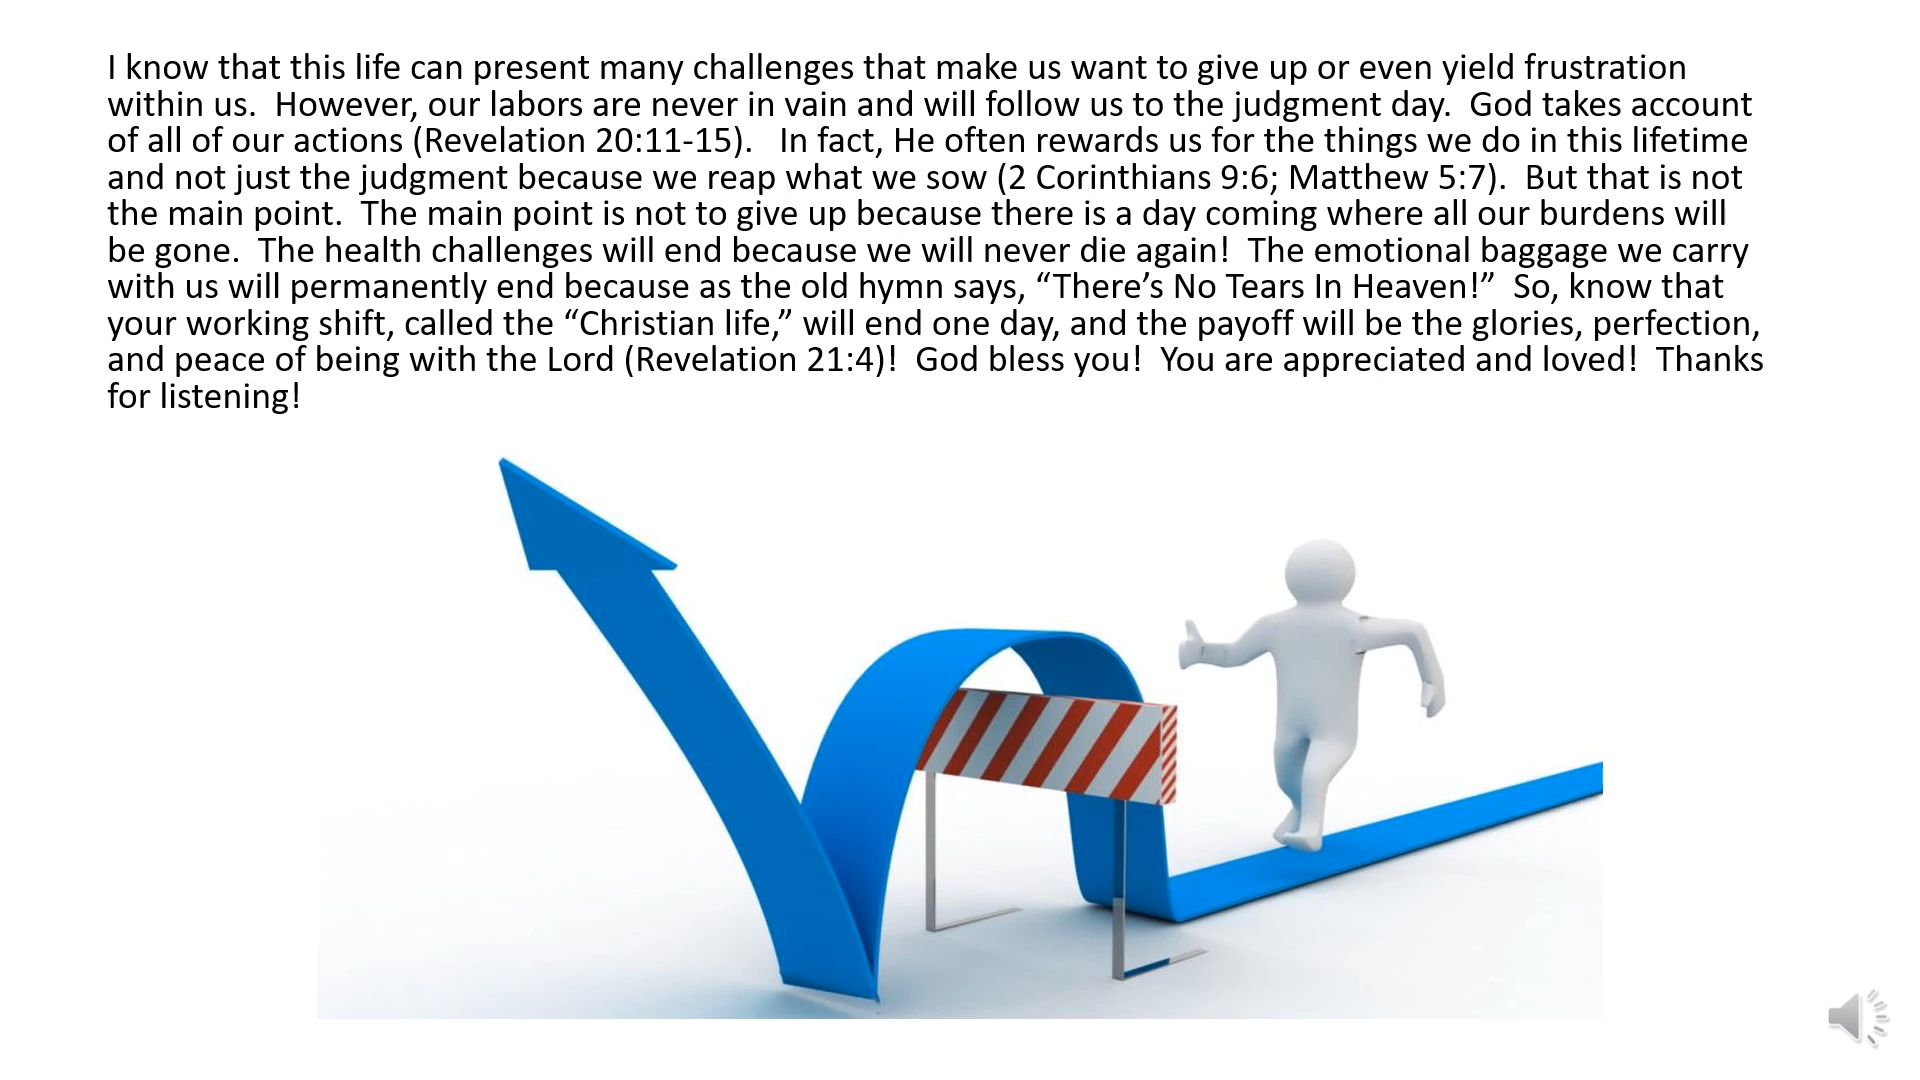 I know that this life can present many challenges that make us want to give up or even yield frustration
within us.  However, our labors are never in vain and will follow us to the judgment day.  God takes account
of all of our actions (Revelation 20:11-15).   In fact, He often rewards us for the things we do in this lifetime
and not just the judgment because we reap what we sow (2 Corinthians 9:6; Matthew 5:7).  But that is not
the main point.  The main point is not to give up because there is a day coming where all our burdens will
be gone.  The health challenges will end because we will never die again!  The emotional baggage we carry
with us will permanently end because as the old hymn says, “There’s No Tears In Heaven!”  So, know that
your working shift, called the “Christian life,” will end one day, and the payoff will be the glories, perfection,
and peace of being with the Lord (Revelation 21:4)!  God bless you!  You are appreciated and loved!  Thanks
for listening!